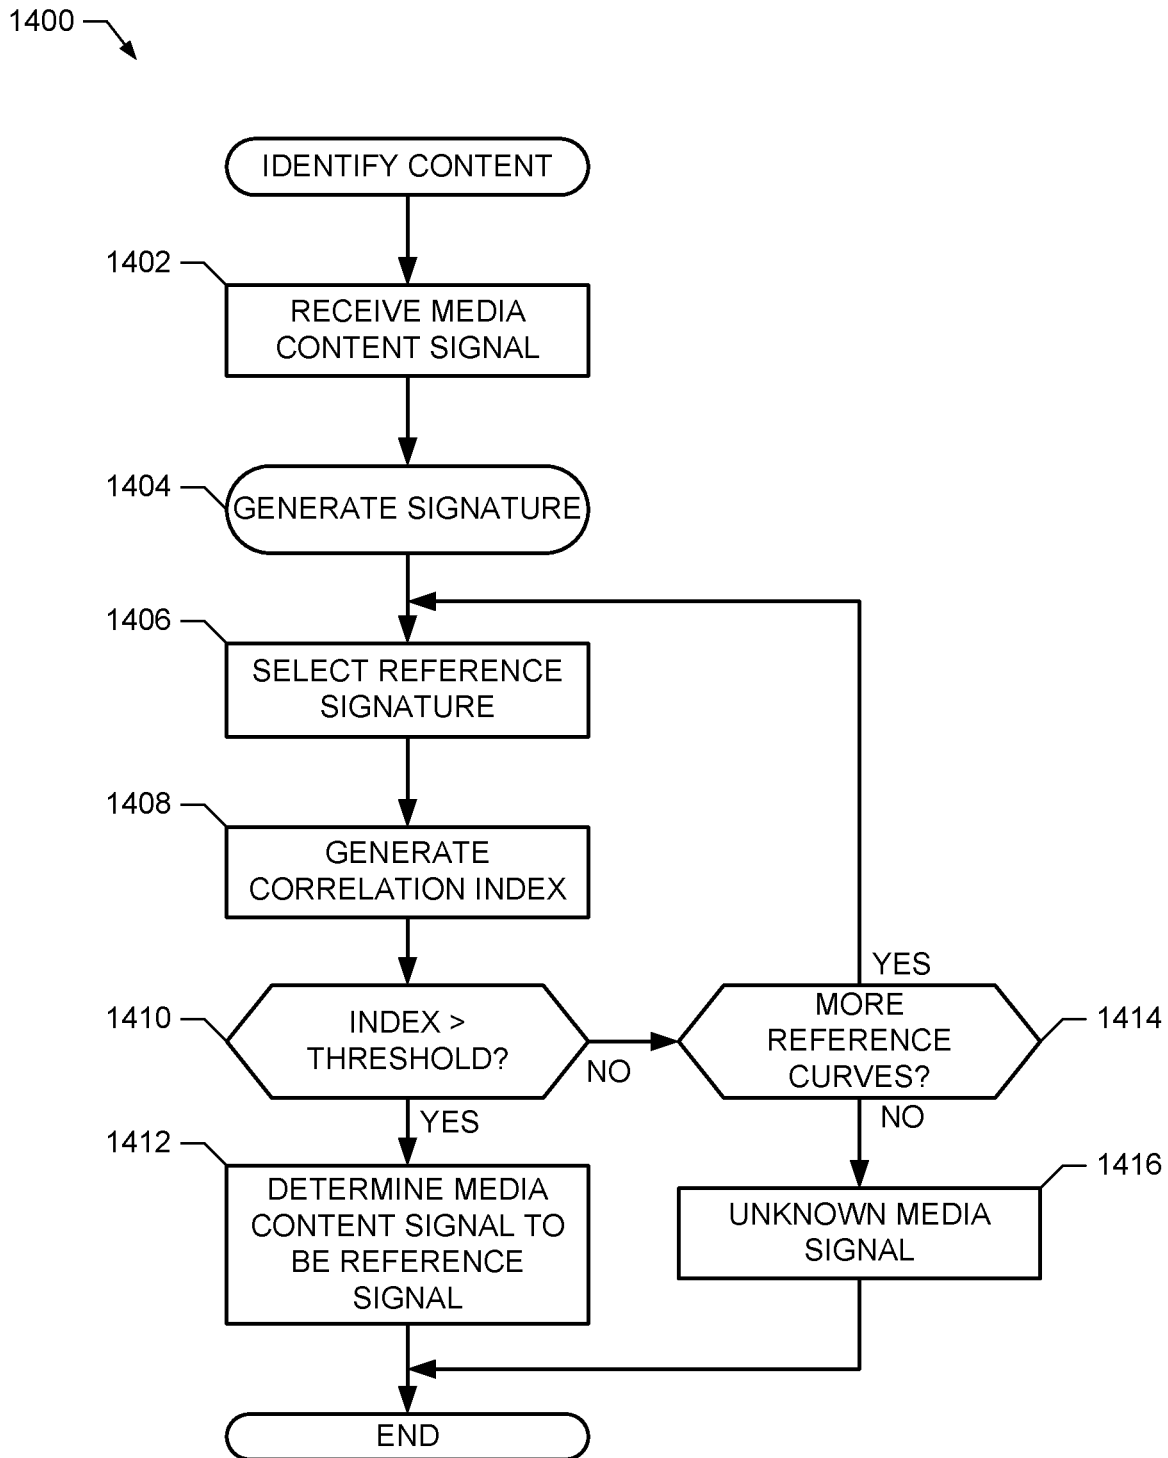 1400
IDENTIFY CONTENT
1402
RECEIVE MEDIA
CONTENT SIGNAL
1404
GENERATE SIGNATURE
1406
SELECT REFERENCE
SIGNATURE
1408
GENERATE
CORRELATION INDEX
1410
INDEX >
THRESHOLD?
NO
YES
YES
MORE
REFERENCE
CURVES?
1414
NO
1412
DETERMINE MEDIA
CONTENT SIGNAL TO
BE REFERENCE
SIGNAL
1416
UNKNOWN MEDIA
SIGNAL
END